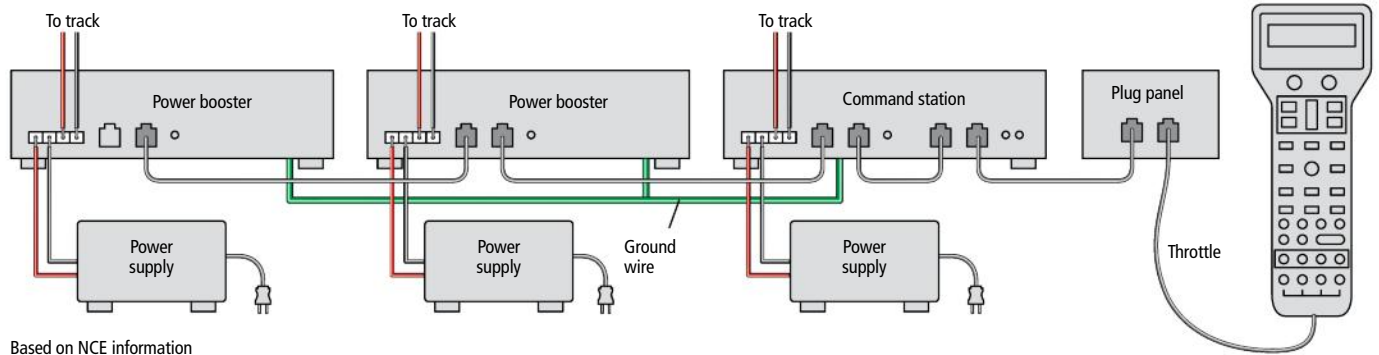 To track
To track
To track
Power booster
Power booster
Command station
Plug panel
Power
supply
Power
supply
Ground
wire
Power
supply
Throttle
Based on NCE information